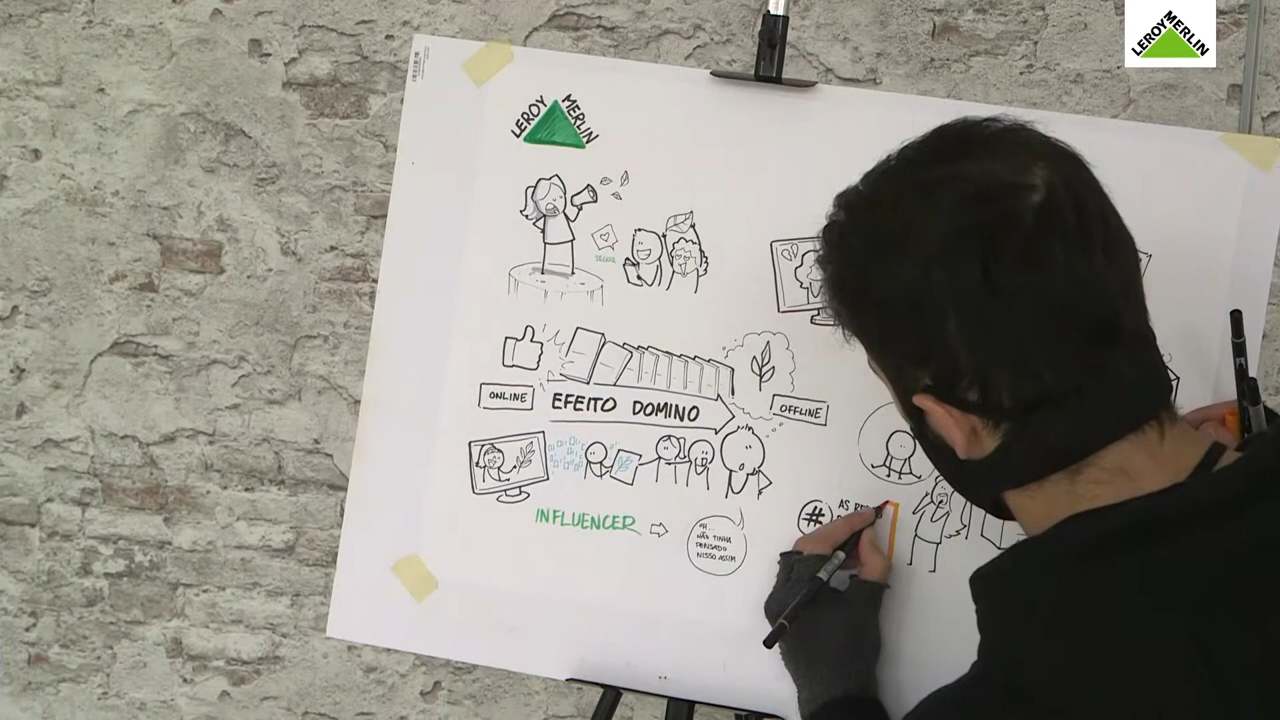 LEROY MERLIN
LEROY MERLIN
ONLINE
EFEITO DOMINO
OFFLINE
INFLUENCER
OH...
NÃO TINHA
PENSADO
NISSO ASSIM
#
AS